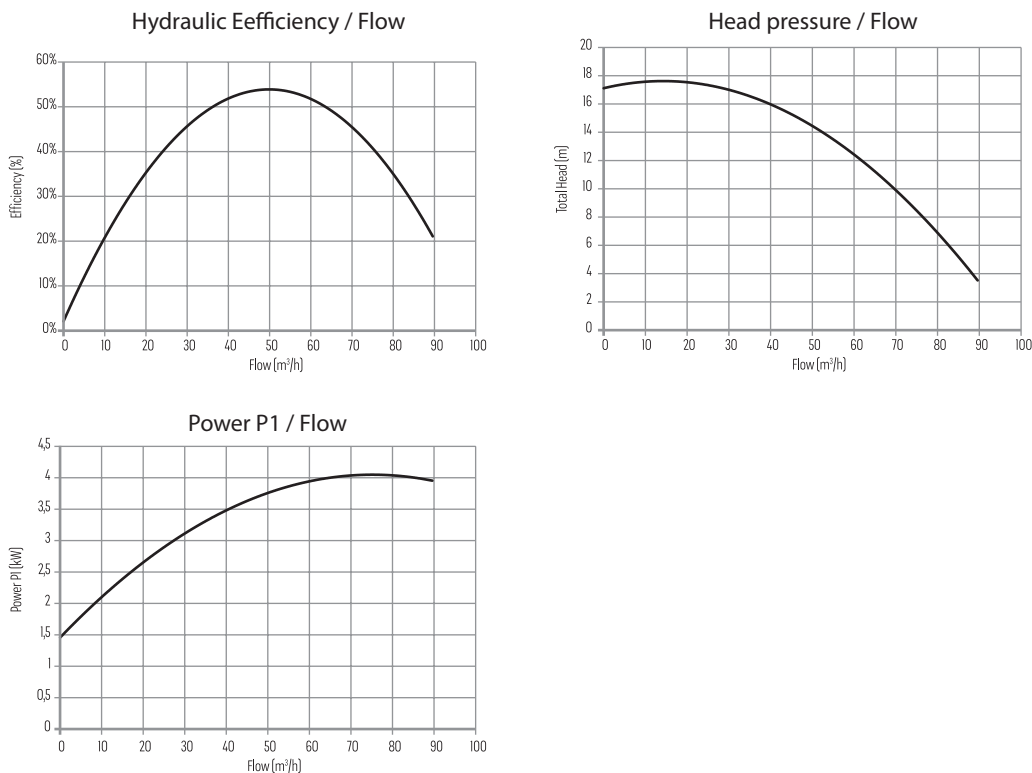 Hydraulic Eefficiency / Flow
60%
50%
40%
30%
20%
10%
0%
Efficiency (%)
0 10 20 30 40 50 60 70 80 90 100
Flow (m³/h)
Head pressure / Flow
20
18
16
14
12
10
8
6
4
2
0
Total Head (m)
0 10 20 30 40 50 60 70 80 90 100
Flow (m³/h)
Power P1 / Flow
4,5
4
3,5
3
2,5
2
1,5
1
0,5
0
Power P1 (kW)
0 10 20 30 40 50 60 70 80 90 100
Flow (m³/h)